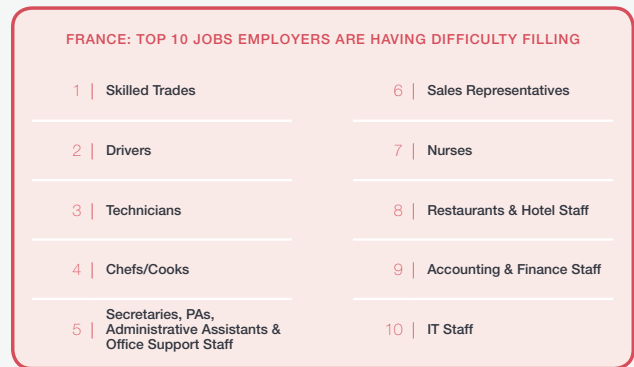 FRANCE: TOP 10 JOBS EMPLOYERS ARE HAVING DIFFICULTY FILLING
1 | Skilled Trades
2 | Drivers
3 | Technicians
4 | Chefs/Cooks
5 | Secretaries, PAs,
Administrative Assistants &
Office Support Staff
6 | Sales Representatives
7 | Nurses
8 | Restaurants & Hotel Staff
9 | Accounting & Finance Staff
10 | IT Staff